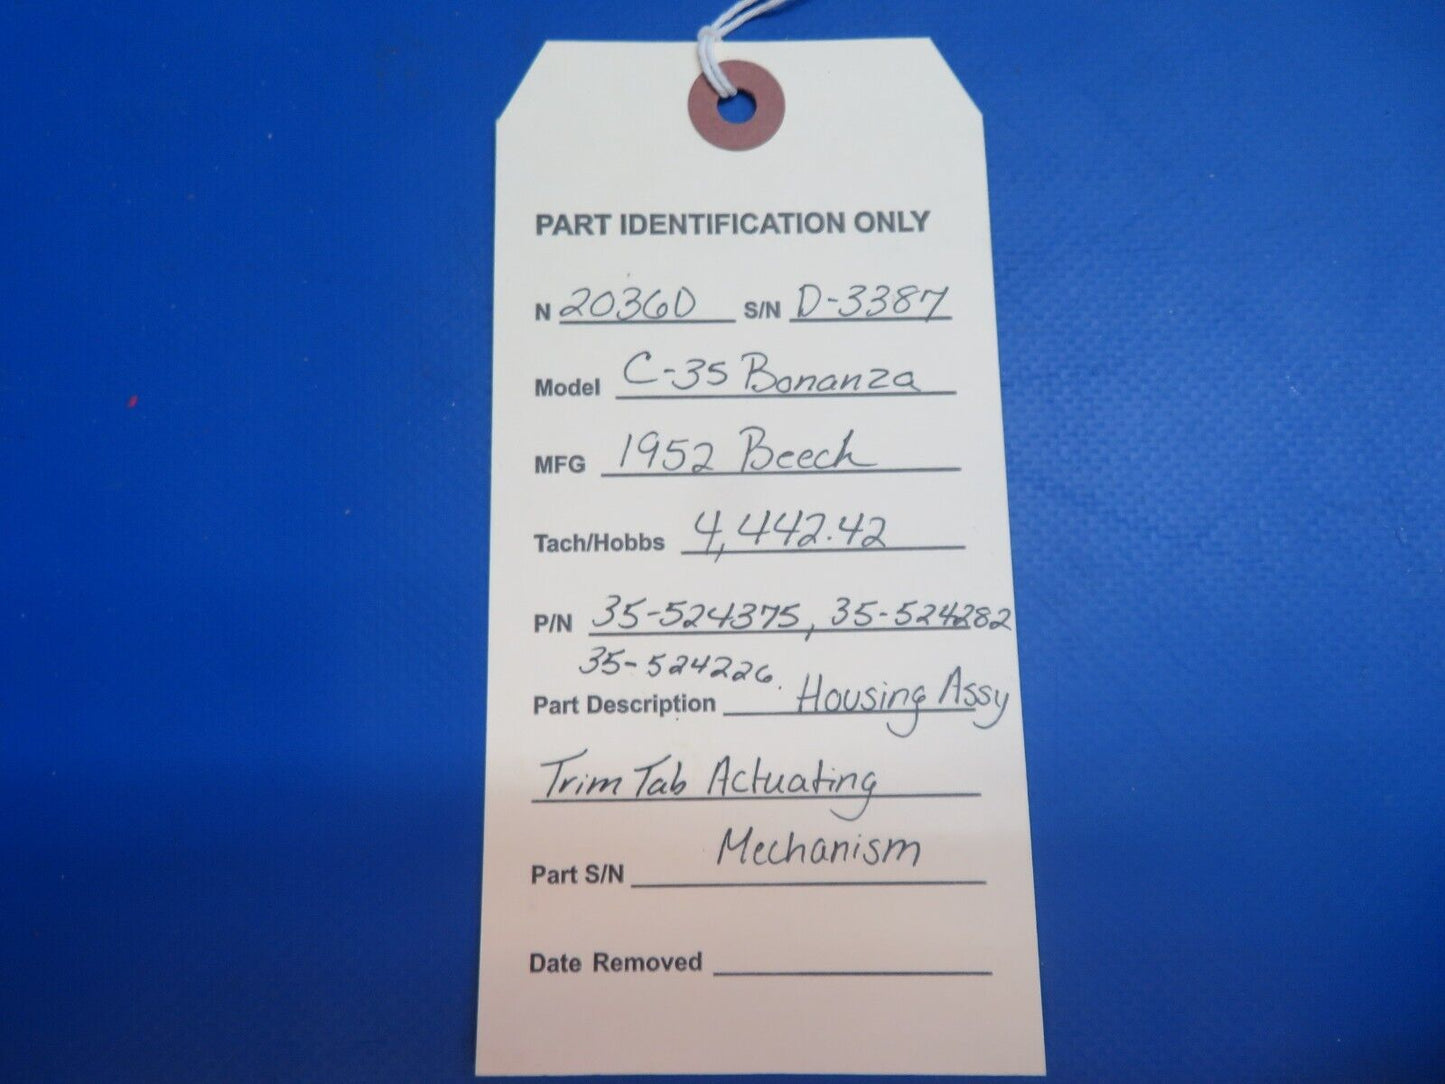 PART IDENTIFICATION ONLY
N 2036D S/N D-3387
Model C-35 Bonanza
MFG 1952 Beech
Tach/Hobbs 4,442.42
P/N 35-524375, 35-524282
35-524226.
Part Description Housing Assy
Trim Tab Actuating
Mechanism
Part S/N
Date Removed